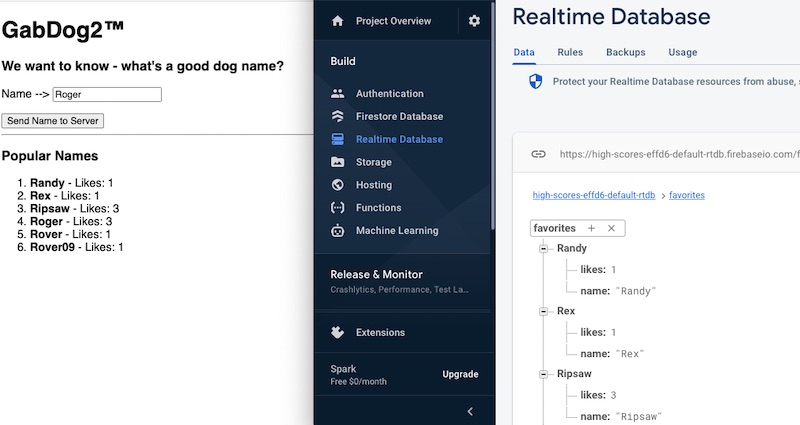 GabDog2™
We want to know - what's a good dog name?
Name --> Roger
Send Name to Server
Popular Names
1. Randy - Likes: 1
2. Rex - Likes: 1
3. Ripsaw - Likes: 3
4. Roger - Likes: 3
5. Rover - Likes: 1
6. Rover09 - Likes: 1
Project Overview
Build
Authentication
Firestore Database
Realtime Database
Storage
Hosting
Functions
Machine Learning
Release & Monitor
Crashlytics, Performance, Test La...
Extensions
Spark
Free $0/month
Upgrade
Realtime Database
Data Rules Backups Usage
Protect your Realtime Database resources from abuse,
https://high-scores-effd6-default-rtdb.firebaseio.com/f
high-scores-effd6-default-rtdb > favorites
favorites
Randy
likes: 1
name: "Randy"
Rex
likes: 1
name: "Rex"
Ripsaw
likes: 3
name: "Ripsaw"